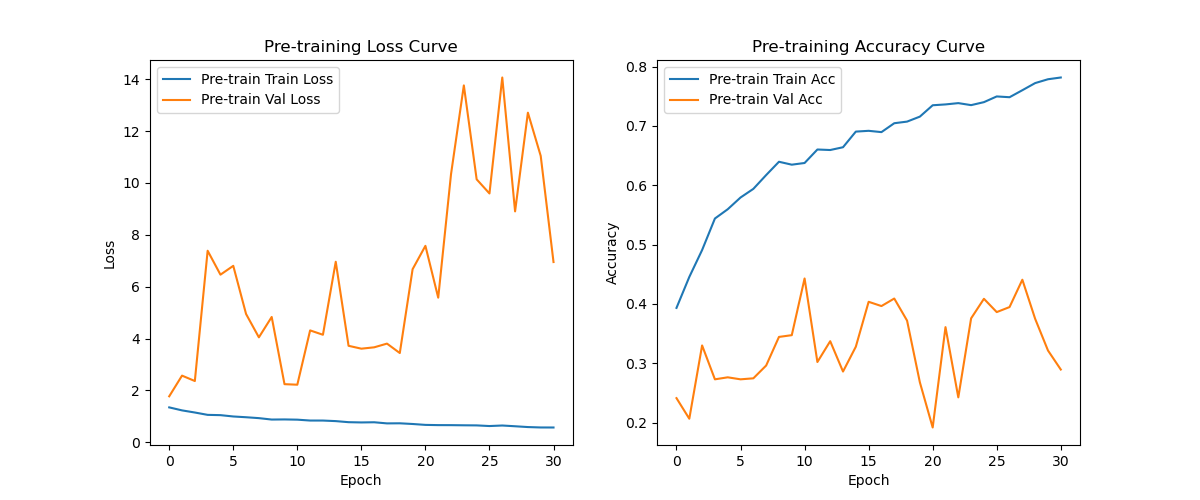 Pre-training Loss Curve
Pre-train Train Loss
Pre-train Val Loss
14
12
10
8
6
4
2
0
Loss
0 5 10 15 20 25 30
Epoch
Pre-training Accuracy Curve
Pre-train Train Acc
Pre-train Val Acc
0.8
0.7
0.6
0.5
0.4
0.3
0.2
Accuracy
0 5 10 15 20 25 30
Epoch